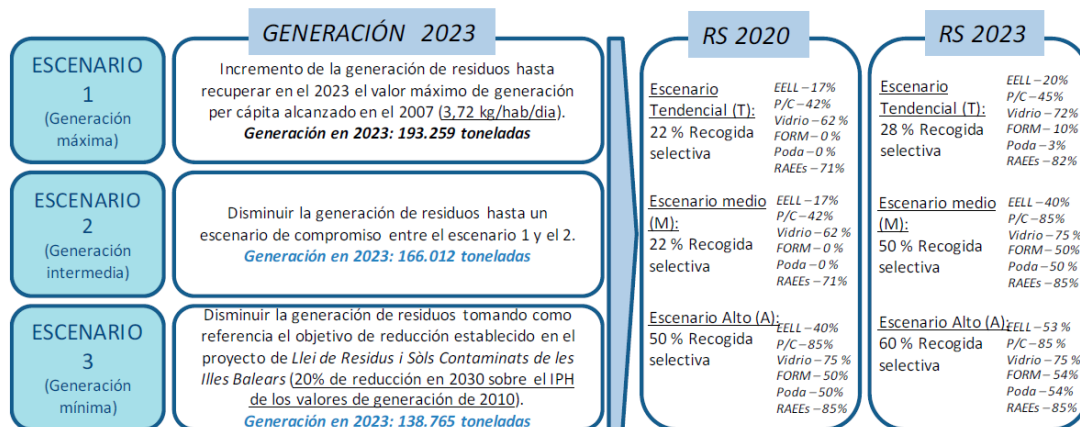 GENERACIÓN 2023
ESCENARIO
1
(Generación
máxima)
Incremento de la generación de residuos hasta
recuperar en el 2023 el valor máximo de generación
per cápita alcanzado en el 2007 (3,72 kg/hab/dia).
Generación en 2023: 193.259 toneladas
ESCENARIO
2
(Generación
intermedia)
Disminuir la generación de residuos hasta un
escenario de compromiso entre el escenario 1 y el 2.
Generación en 2023: 166.012 toneladas
ESCENARIO
3
(Generación
mínima)
Disminuir la generación de residuos tomando como
referencia el objetivo de reducción establecido en el
proyecto de Llei de Residus i Sòls Contaminats de les
Illes Balears (20% de reducción en 2030 sobre el IPH
de los valores de generación de 2010).
Generación en 2023: 138.765 toneladas
RS 2020
Escenario
Tendencial (T):
22 % Recogida
selectiva
EELL – 17%
P/C – 42%
Vidrio – 62 %
FORM – 0 %
Poda – 0 %
RAEEs – 71%
Escenario medio
(M):
22 % Recogida
selectiva
EELL – 17%
P/C – 42%
Vidrio – 62 %
FORM – 0 %
Poda – 0 %
RAEEs – 71%
Escenario Alto (A):
50 % Recogida
selectiva
EELL – 40%
P/C – 85%
Vidrio – 75 %
FORM – 50%
Poda – 50%
RAEEs – 85%
RS 2023
Escenario
Tendencial (T):
28 % Recogida
selectiva
EELL – 20%
P/C – 45%
Vidrio – 72%
FORM – 10%
Poda – 3%
RAEEs – 82%
Escenario medio
(M):
50 % Recogida
selectiva
EELL – 40%
P/C – 85%
Vidrio – 75 %
FORM – 50%
Poda – 50 %
RAEEs – 85%
Escenario Alto (A):
60 % Recogida
selectiva
EELL – 53 %
P/C – 85 %
Vidrio – 75 %
FORM – 54%
Poda – 54%
RAEEs – 85%